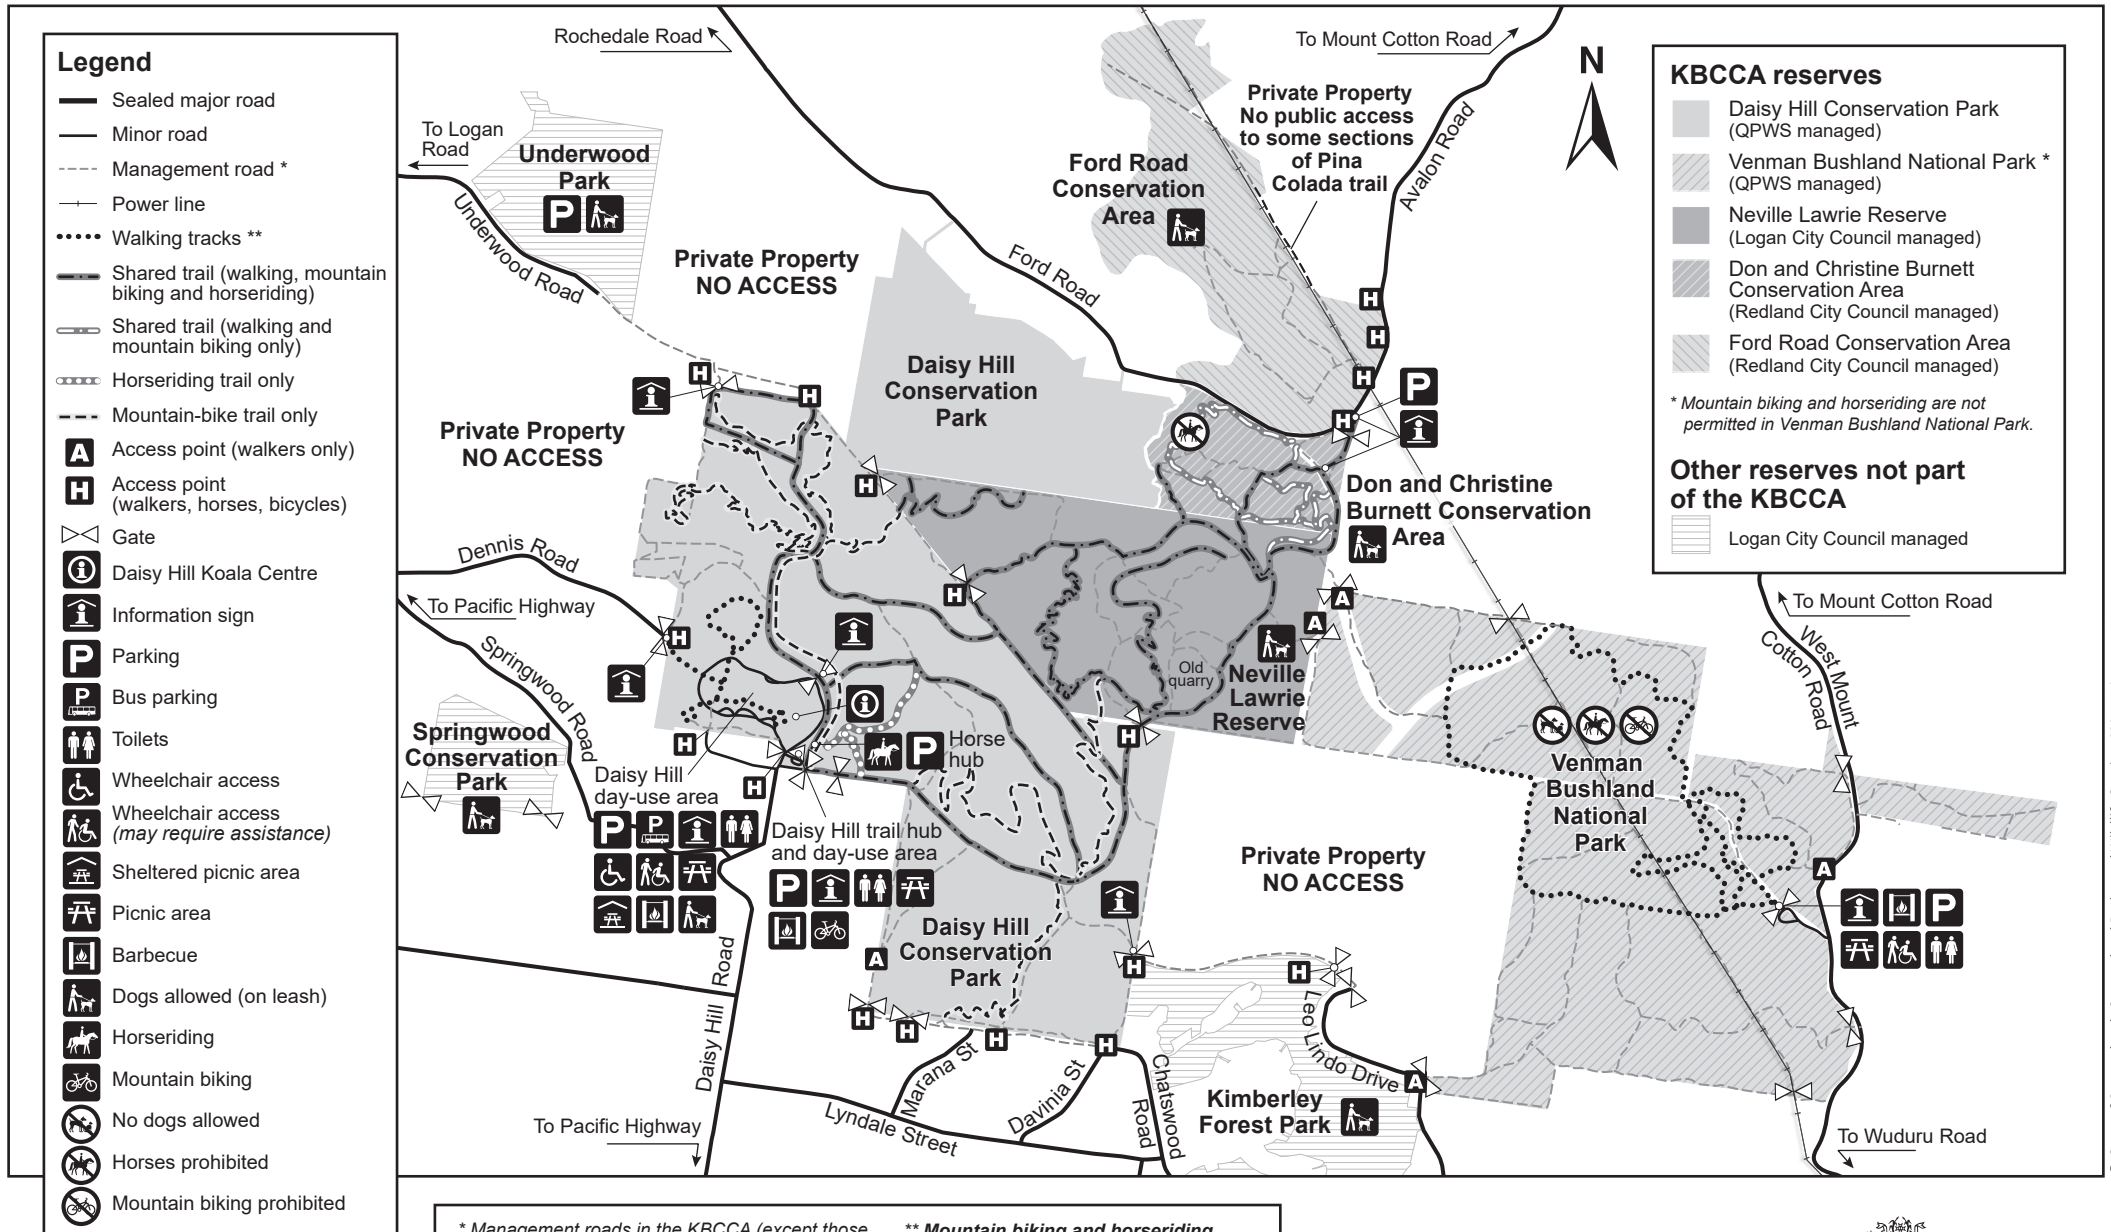 Legend
Sealed major road
Minor road
Management road *
Power line
Walking tracks **
Shared trail (walking, mountain
biking and horseriding)
Shared trail (walking and
mountain biking only)
Horseriding trail only
Mountain-bike trail only
A
Access point (walkers only)
H
Access point
(walkers, horses, bicycles)
Gate
Daisy Hill Koala Centre
Information sign
P
Parking
P
Bus parking
Toilets
Wheelchair access
Wheelchair access
(may require assistance)
Sheltered picnic area
Picnic area
Barbecue
Dogs allowed (on leash)
Horseriding
Mountain biking
No dogs allowed
Horses prohibited
Mountain biking prohibited
Rochedale Road
To Mount Cotton Road
N
To Logan
Road
Underwood
Park
P
Underwood Road
Private Property
NO ACCESS
Ford Road
Ford Road
Conservation
Area
Private Property
No public access
to some sections
of Pina
Colada trail
Avalon Road
H
H
H
P
H
H
H
Daisy Hill
Conservation
Park
Private Property
NO ACCESS
H
Don and Christine
Burnett Conservation
Area
Dennis Road
To Pacific Highway
H
H
A
A
Springwood Road
Springwood
Conservation
Park
H
Old
quarry
Neville
Lawrie
Reserve
H
P
Horse
hub
H
Daisy Hill
day-use area
P
P
H
Daisy Hill trail hub
and day-use area
P
Daisy Hill
Conservation
Park
A
H
H
H
H
H
H
Private Property
NO ACCESS
Venman
Bushland
National
Park
A
P
To Mount Cotton Road
West Mount
Cotton Road
Leo Lindo Drive
A
Kimberley
Forest Park
Chatswood
Road
Davinia St
Marana St
Lyndale Street
Daisy Hill Road
To Pacific Highway
To Wuduru Road
KBCCA reserves
Daisy Hill Conservation Park
(QPWS managed)
Venman Bushland National Park *
(QPWS managed)
Neville Lawrie Reserve
(Logan City Council managed)
Don and Christine Burnett
Conservation Area
(Redland City Council managed)
Ford Road Conservation Area
(Redland City Council managed)
* Mountain biking and horseriding are not
permitted in Venman Bushland National Park.
Other reserves not part
of the KBCCA
Logan City Council managed
* Management roads in the KBCCA (except those
** Mountain biking and horseriding